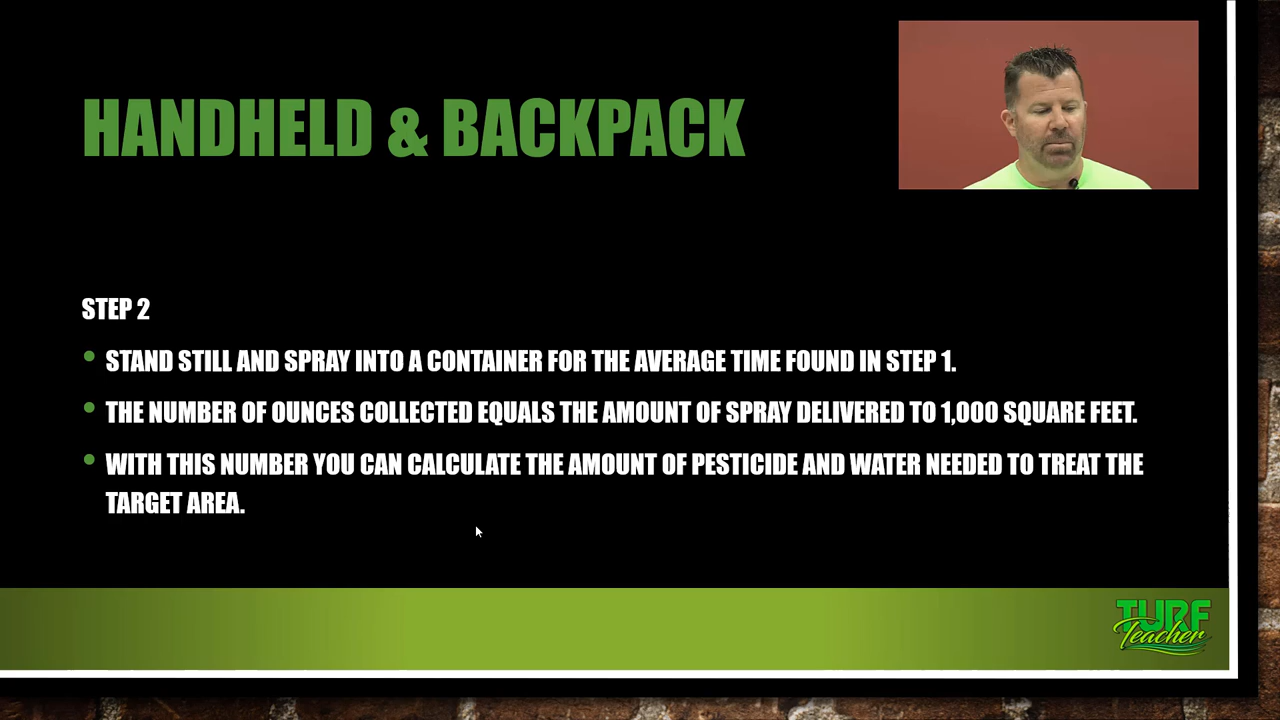 HANDHELD & BACKPACK
STEP 2
• STAND STILL AND SPRAY INTO A CONTAINER FOR THE AVERAGE TIME FOUND IN STEP 1.
• THE NUMBER OF OUNCES COLLECTED EQUALS THE AMOUNT OF SPRAY DELIVERED TO 1,000 SQUARE FEET.
• WITH THIS NUMBER YOU CAN CALCULATE THE AMOUNT OF PESTICIDE AND WATER NEEDED TO TREAT THE
TARGET AREA.
TURF
Teacher